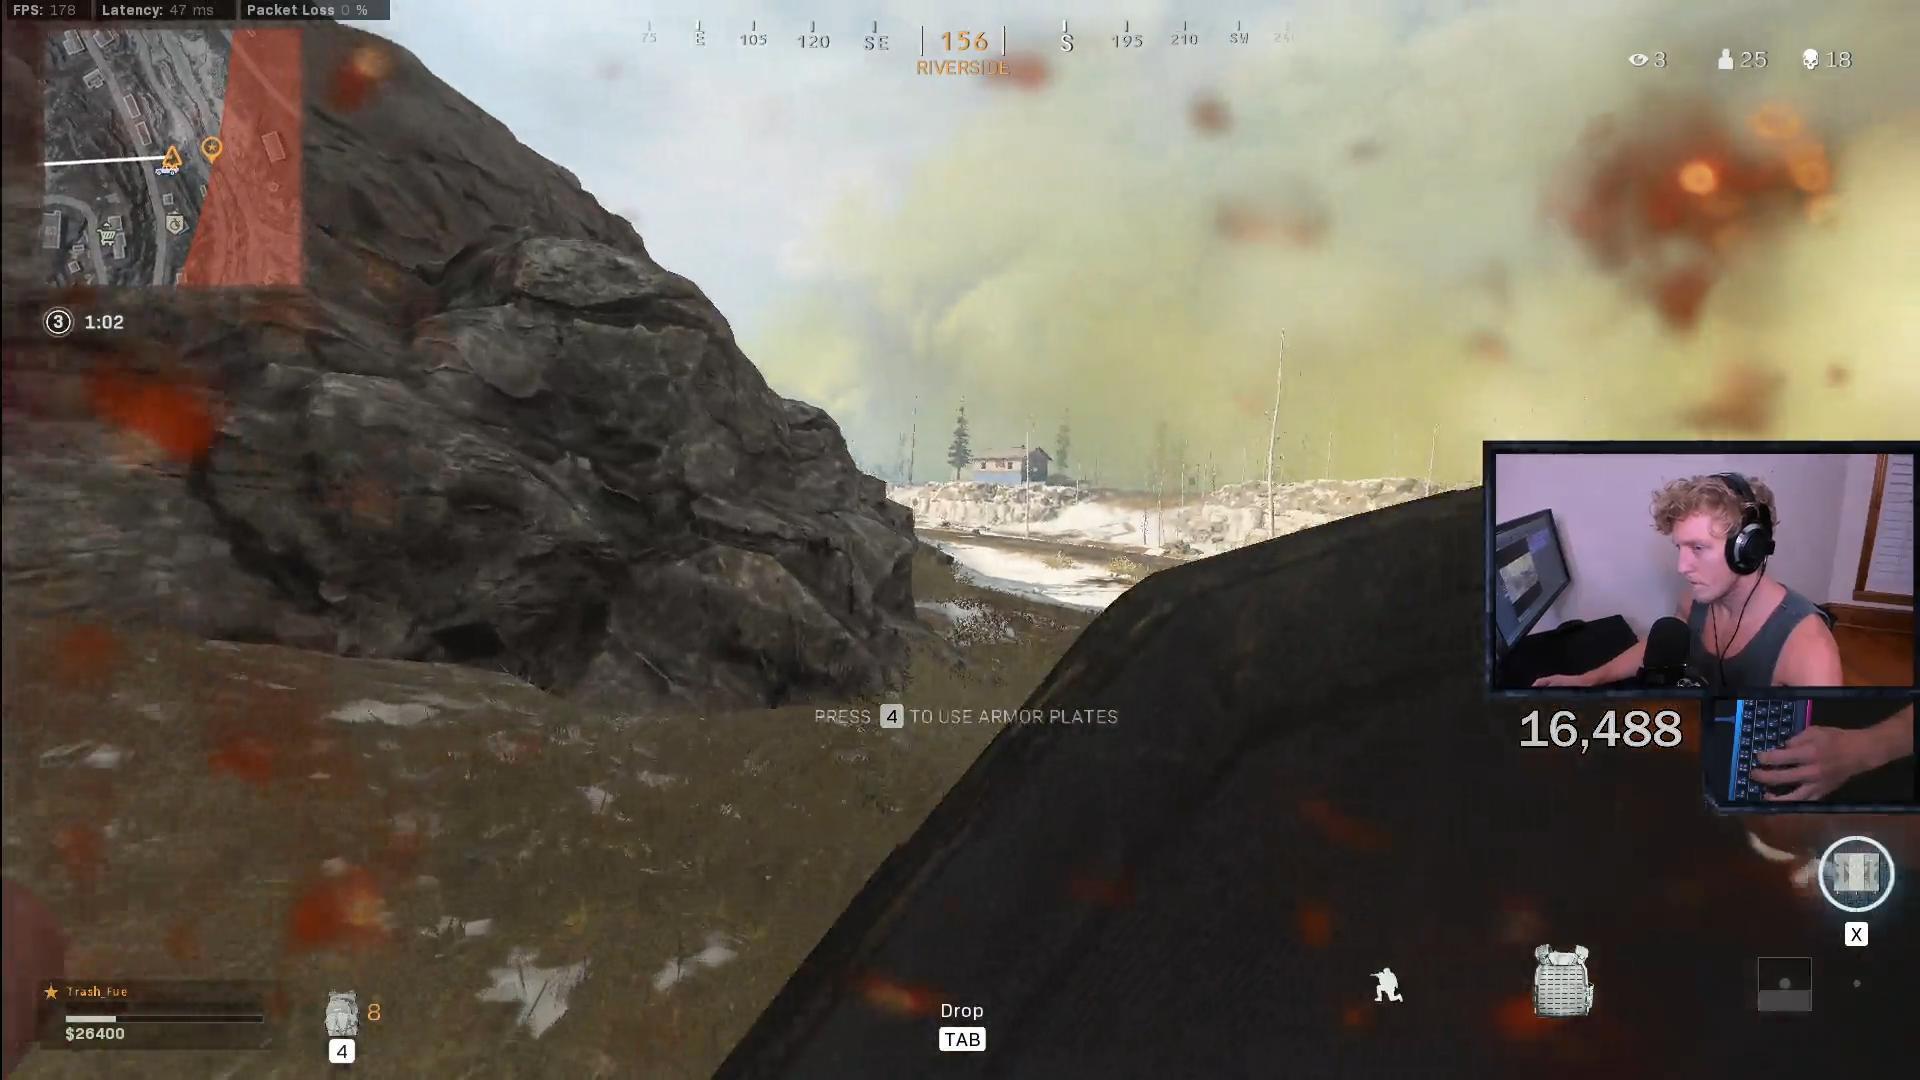 FPS: 178 Latency: 47 ms Packet Loss 0 %
75 E 105 120 SE 156 S 195 210 SW 240
RIVERSIDE
3 25 18
3 1:02
PRESS 4 TO USE ARMOR PLATES
16,488
X
Trash_Fue
$26400
8
4
Drop
TAB